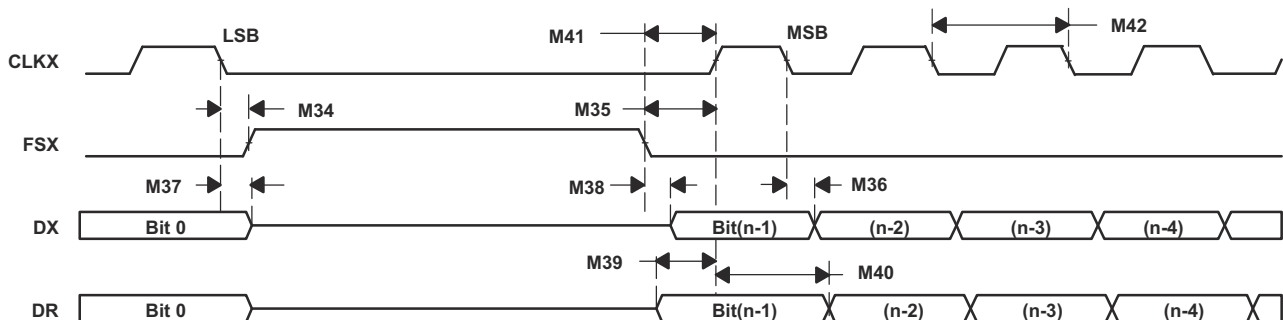 LSB
M41
MSB
M42
CLKX
M34
M35
FSX
M37
M38
M36
DX
Bit 0
Bit(n-1)
(n-2)
(n-3)
(n-4)
M39
M40
DR
Bit 0
Bit(n-1)
(n-2)
(n-3)
(n-4)